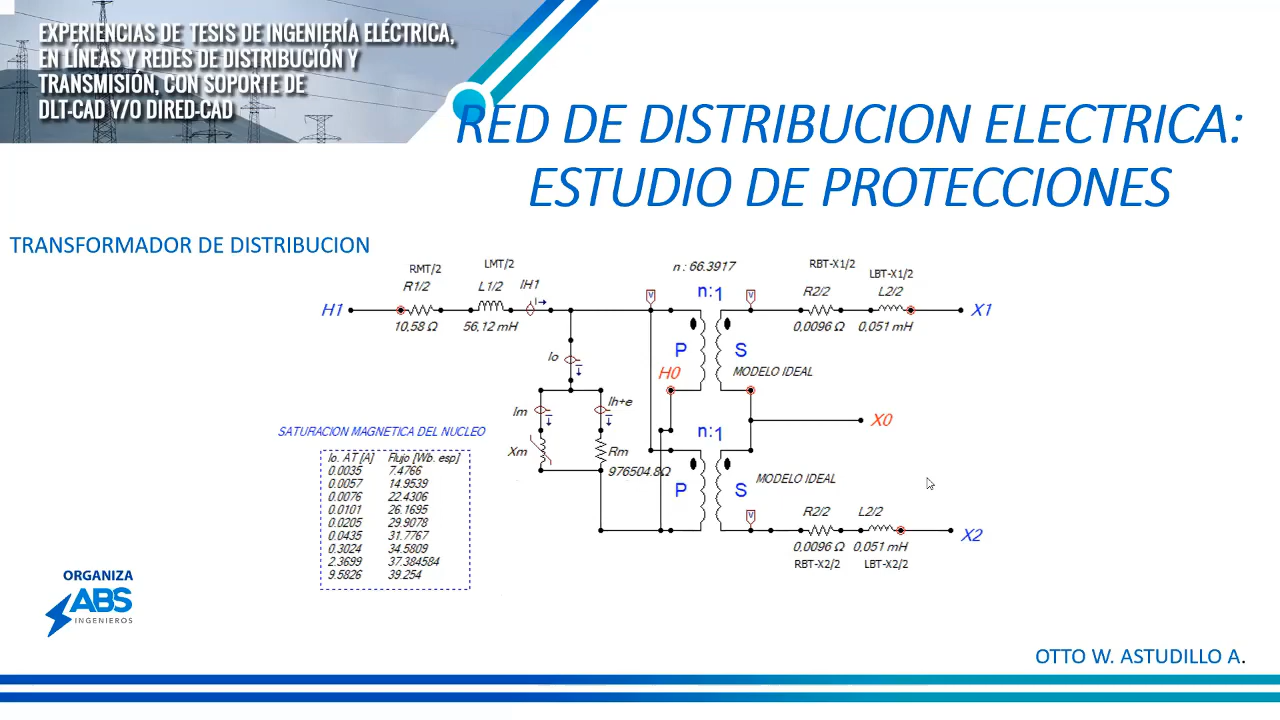 EXPERIENCIAS DE TESIS DE INGENIERÍA ELÉCTRICA,
EN LÍNEAS Y REDES DE DISTRIBUCIÓN Y
TRANSMISIÓN, CON SOPORTE DE
DLT-CAD Y/O DIRED-CAD
RED DE DISTRIBUCION ELECTRICA:
ESTUDIO DE PROTECCIONES
TRANSFORMADOR DE DISTRIBUCION
RMT/2
R1/2
10,58 Ω
LMT/2
L1/2
56,12 mH
IH1
I
H1
n : 66.3917
n:1
RBT-X1/2
R2/2
0,0096 Ω
LBT-X1/2
L2/2
0,051 mH
X1
V
V
P
S
MODELO IDEAL
H0
Io
I
Im
I
Ih+e
I
Xm
Rm
976504.8Ω
X0
n:1
P
S
MODELO IDEAL
V
R2/2
0,0096 Ω
RBT-X2/2
L2/2
0,051 mH
LBT-X2/2
X2
SATURACION MAGNETICA DEL NUCLEO
Io. AT [A] Flujo [Wb. esp]
0.0035 7.4766
0.0057 14.9539
0.0076 22.4306
0.0101 26.1695
0.0205 29.9078
0.0435 31.7767
0.3024 34.5809
2.3699 37.384584
9.5826 39.254
ORGANIZA
ABS
INGENIEROS
OTTO W. ASTUDILLO A.